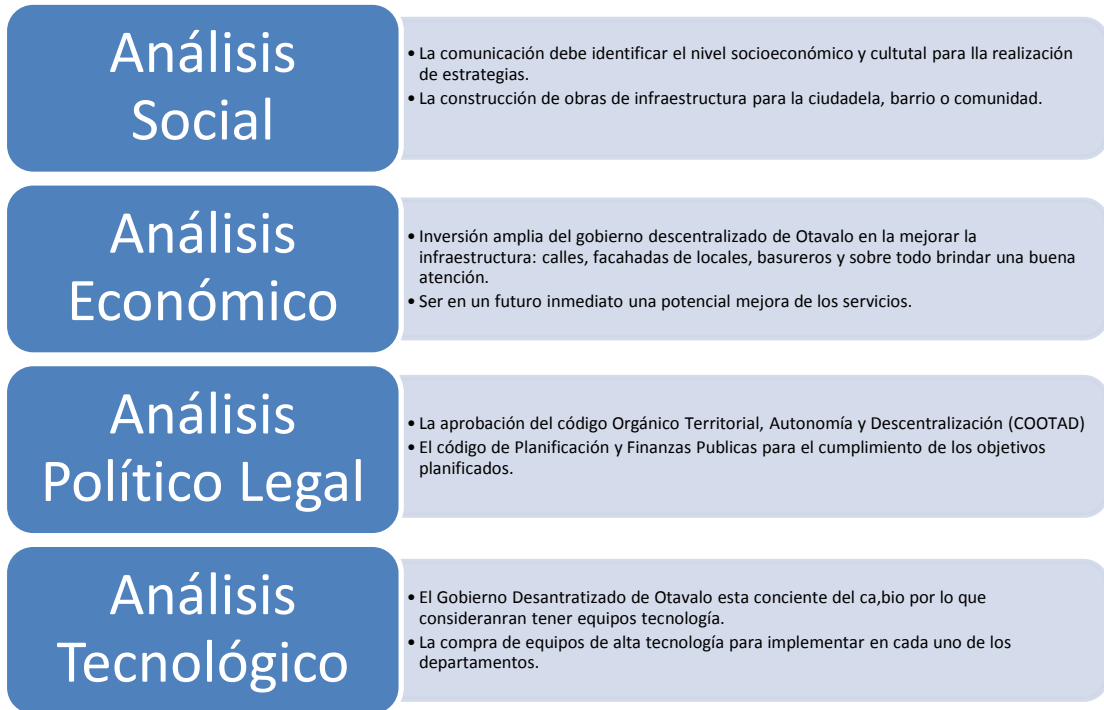 Análisis
Social
• La comunicación debe identificar el nivel socioeconómico y cultutal para lla realización
de estrategias.
• La construcción de obras de infraestructura para la ciudadela, barrio o comunidad.
Análisis
Económico
• Inversión amplia del gobierno descentralizado de Otavalo en la mejorar la
infraestructura: calles, facahadas de locales, basureros y sobre todo brindar una buena
atención.
• Ser en un futuro inmediato una potencial mejora de los servicios.
Análisis
Político Legal
• La aprobación del código Orgánico Territorial, Autonomía y Descentralización (COOTAD)
• El código de Planificación y Finanzas Publicas para el cumplimiento de los objetivos
planificados.
Análisis
Tecnológico
• El Gobierno Desantratizado de Otavalo esta conciente del ca,bio por lo que
consideranran tener equipos tecnología.
• La compra de equipos de alta tecnología para implementar en cada uno de los
departamentos.